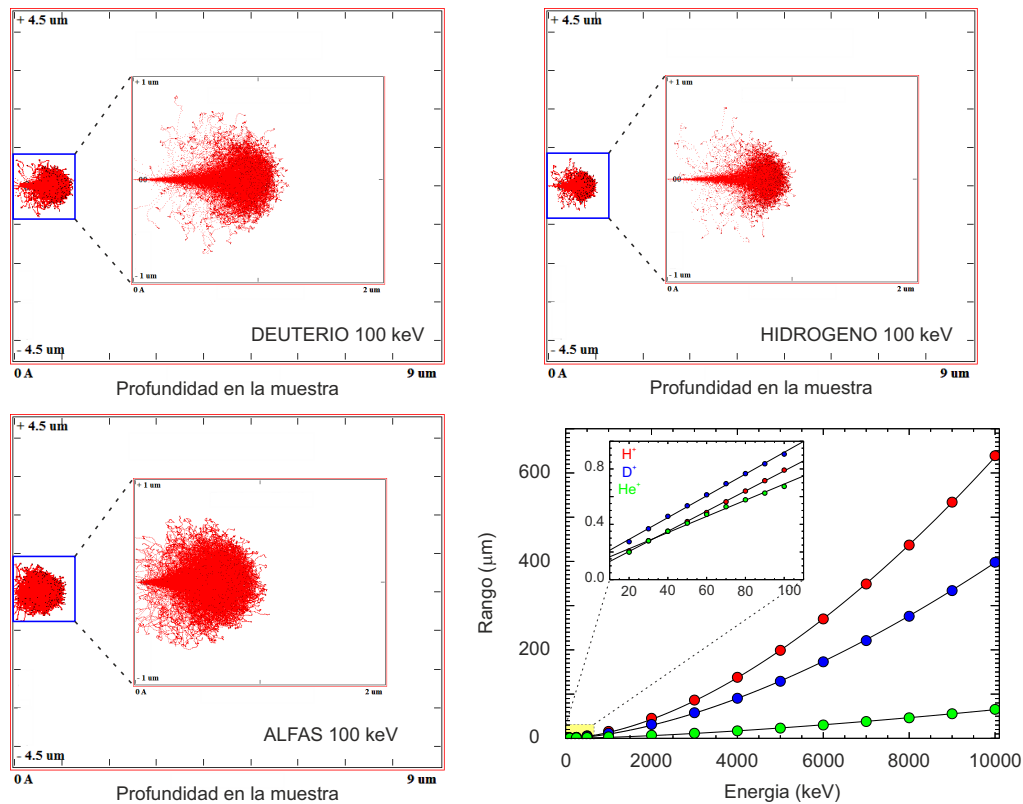 + 4.5 um
+ 1 um
00
- 1 um
0 A
2 um
DEUTERIO 100 keV
- 4.5 um
0 A
9 um
Profundidad en la muestra
+ 4.5 um
+ 1 um
00
- 1 um
0 A
2 um
HIDROGENO 100 keV
- 4.5 um
0 A
9 um
Profundidad en la muestra
+ 4.5 um
+ 1 um
00
- 1 um
0 A
2 um
ALFAS 100 keV
- 4.5 um
0 A
9 um
Profundidad en la muestra
Rango (µm)
600
400
200
0
0.8
0.4
0.0
H⁺
D⁺
He⁺
20 40 60 80 100
0 2000 4000 6000 8000 10000
Energia (keV)